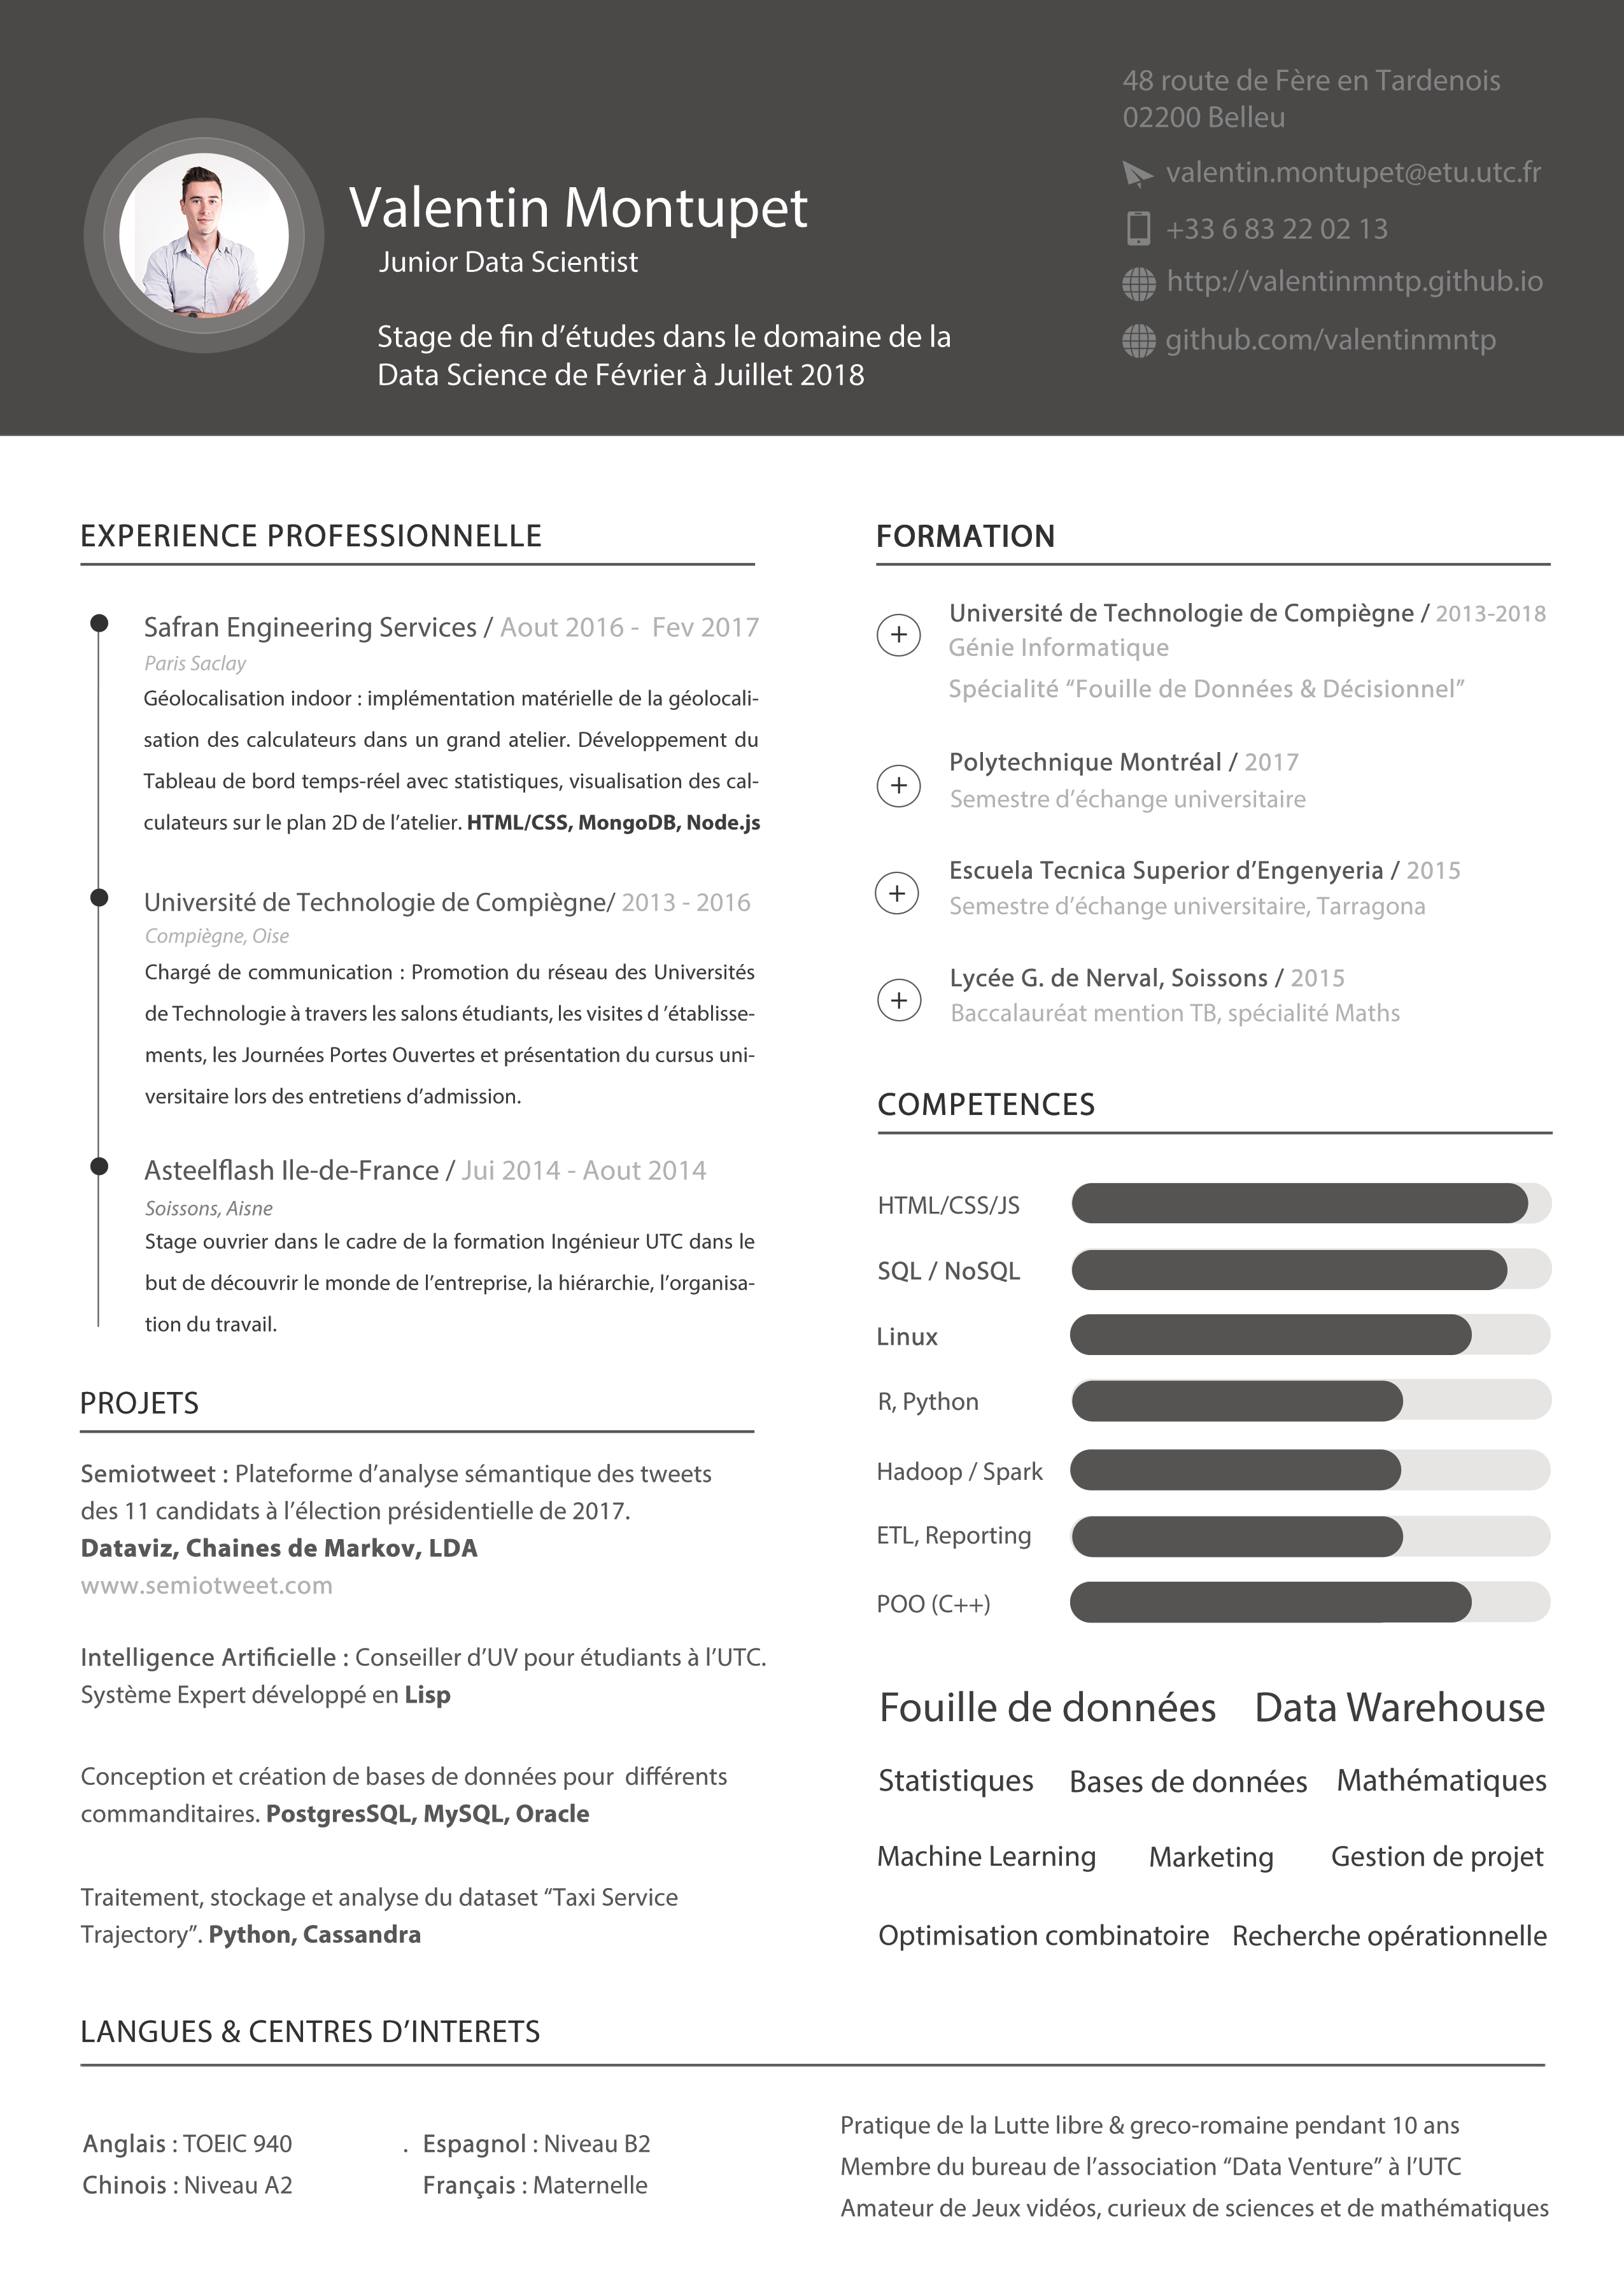 48 route de Fère en Tardenois
02200 Belleu
valentin.montupet@etu.utc.fr
+33 6 83 22 02 13
http://valentinmntp.github.io
github.com/valentinmntp
Valentin Montupet
Junior Data Scientist
Stage de fin d’études dans le domaine de la
Data Science de Février à Juillet 2018
EXPERIENCE PROFESSIONNELLE
Safran Engineering Services / Aout 2016 - Fev 2017
Paris Saclay
Géolocalisation indoor : implémentation matérielle de la géolocali-
sation des calculateurs dans un grand atelier. Développement du
Tableau de bord temps-réel avec statistiques, visualisation des cal-
culateurs sur le plan 2D de l’atelier. HTML/CSS, MongoDB, Node.js
Université de Technologie de Compiègne/ 2013 - 2016
Compiègne, Oise
Chargé de communication : Promotion du réseau des Universités
de Technologie à travers les salons étudiants, les visites d ’établisse-
ments, les Journées Portes Ouvertes et présentation du cursus uni-
versitaire lors des entretiens d’admission.
Asteelflash Ile-de-France / Jui 2014 - Aout 2014
Soissons, Aisne
Stage ouvrier dans le cadre de la formation Ingénieur UTC dans le
but de découvrir le monde de l’entreprise, la hiérarchie, l’organisa-
tion du travail.
PROJETS
Semiotweet : Plateforme d’analyse sémantique des tweets
des 11 candidats à l’élection présidentielle de 2017.
Dataviz, Chaines de Markov, LDA
www.semiotweet.com
Intelligence Artificielle : Conseiller d’UV pour étudiants à l’UTC.
Système Expert développé en Lisp
Conception et création de bases de données pour différents
commanditaires. PostgresSQL, MySQL, Oracle
Traitement, stockage et analyse du dataset “Taxi Service
Trajectory”. Python, Cassandra
FORMATION
Université de Technologie de Compiègne / 2013-2018
Génie Informatique
Spécialité “Fouille de Données & Décisionnel”
Polytechnique Montréal / 2017
Semestre d’échange universitaire
Escuela Tecnica Superior d’Engenyeria / 2015
Semestre d’échange universitaire, Tarragona
Lycée G. de Nerval, Soissons / 2015
Baccalauréat mention TB, spécialité Maths
COMPETENCES
HTML/CSS/JS
SQL / NoSQL
Linux
R, Python
Hadoop / Spark
ETL, Reporting
POO (C++)
Fouille de données Data Warehouse
Statistiques Bases de données Mathématiques
Machine Learning Marketing Gestion de projet
Optimisation combinatoire Recherche opérationnelle
LANGUES & CENTRES D’INTERETS
Anglais : TOEIC 940 . Espagnol : Niveau B2
Chinois : Niveau A2 Français : Maternelle
Pratique de la Lutte libre & greco-romaine pendant 10 ans
Membre du bureau de l’association “Data Venture” à l’UTC
Amateur de Jeux vidéos, curieux de sciences et de mathématiques